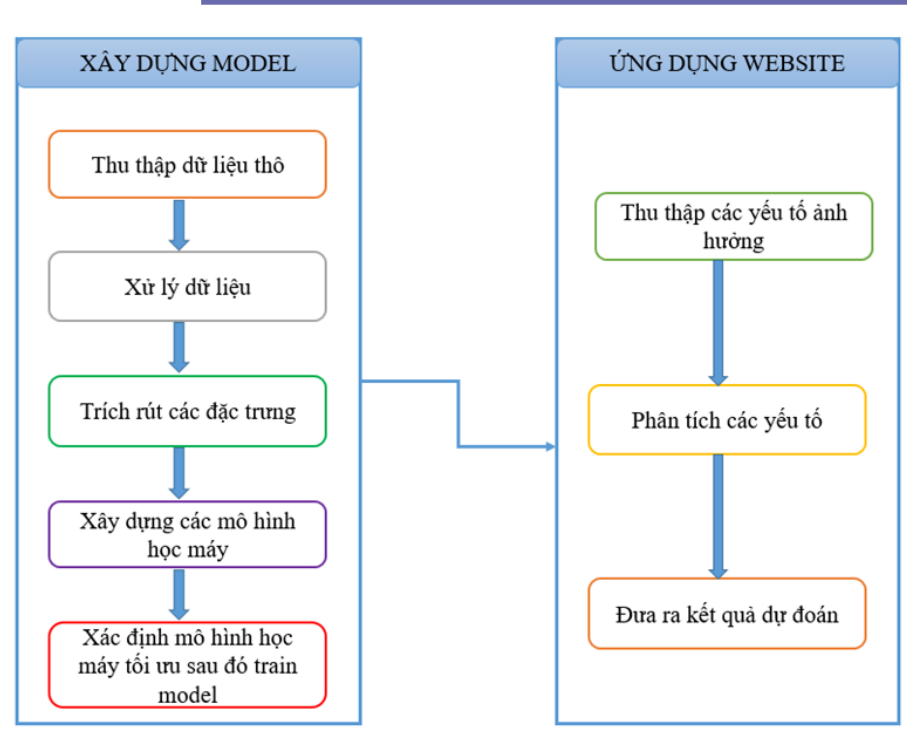 XÂY DỰNG MODEL
Thu thập dữ liệu thô
Xử lý dữ liệu
Trích rút các đặc trưng
Xây dựng các mô hình
học máy
Xác định mô hình học
máy tối ưu sau đó train
model
ỨNG DỤNG WEBSITE
Thu thập các yếu tố ảnh
hưởng
Phân tích các yếu tố
Đưa ra kết quả dự đoán